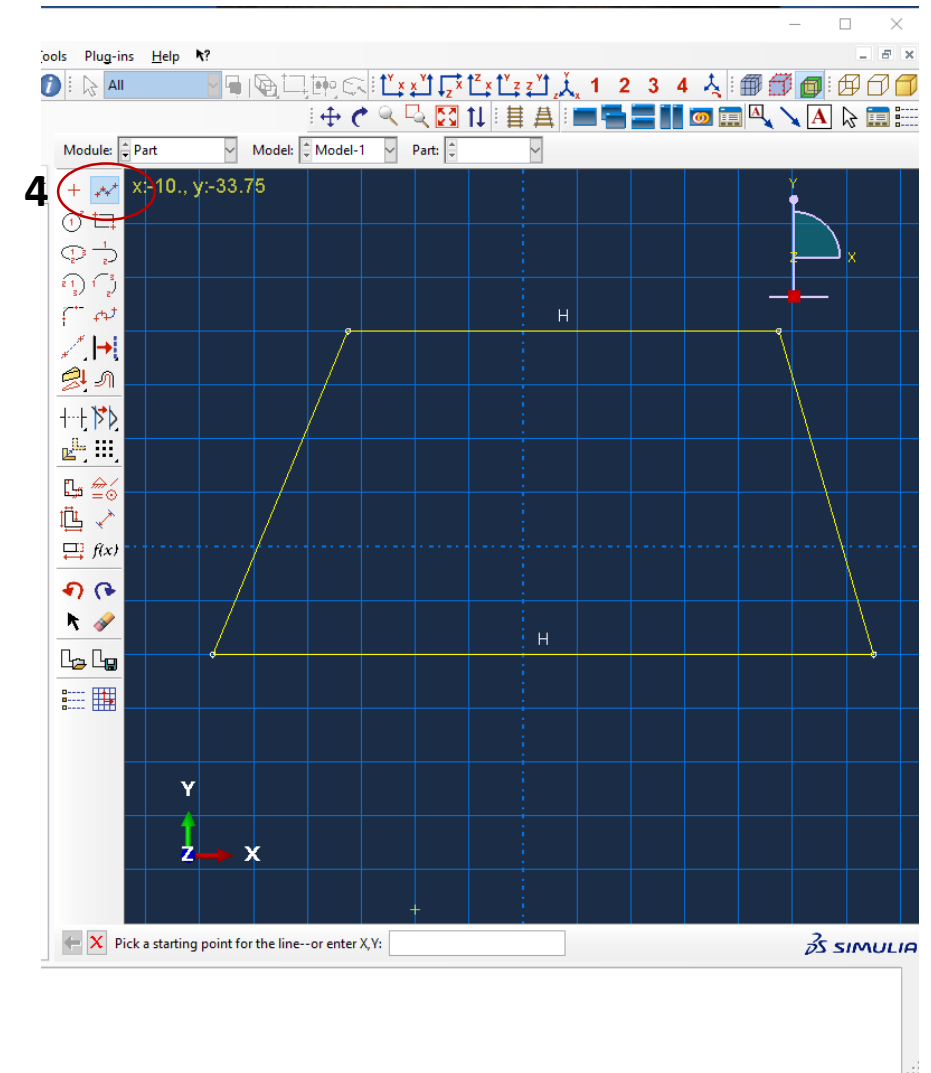 ools Plug-ins Help
All 1 2 3 4 A A
Module: Part Model: Model-1 Part:
4 x:-10., y:-33.75
Y
Z X
H
f(x)
H
Y
Z X
Pick a starting point for the line--or enter X,Y:
SIMULIA